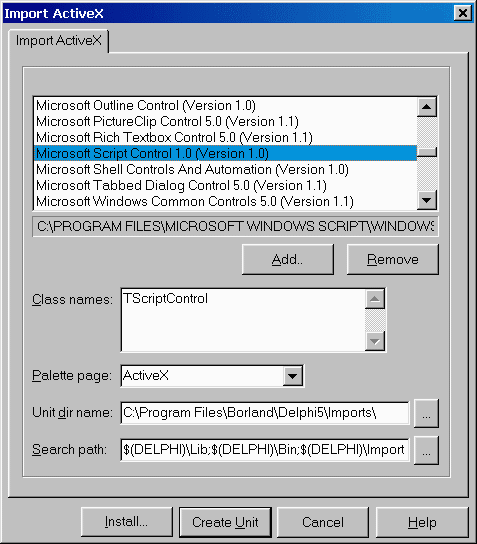 Import ActiveX
Import ActiveX
Microsoft Outline Control (Version 1.0)
Microsoft PictureClip Control 5.0 (Version 1.1)
Microsoft Rich Textbox Control 5.0 (Version 1.1)
Microsoft Script Control 1.0 (Version 1.0)
Microsoft Shell Controls And Automation (Version 1.0)
Microsoft Tabbed Dialog Control 5.0 (Version 1.1)
Microsoft Windows Common Controls 5.0 (Version 1.1)
C:\PROGRAM FILES\MICROSOFT WINDOWS SCRIPT\WINDOWS
Add.. Remove
Class names: TScriptControl
Palette page: ActiveX
Unit dir name: C:\Program Files\Borland\Delphi5\Imports\ ...
Search path: $(DELPHI)\Lib;$(DELPHI)\Bin;$(DELPHI)\Import ...
Install... Create Unit Cancel Help